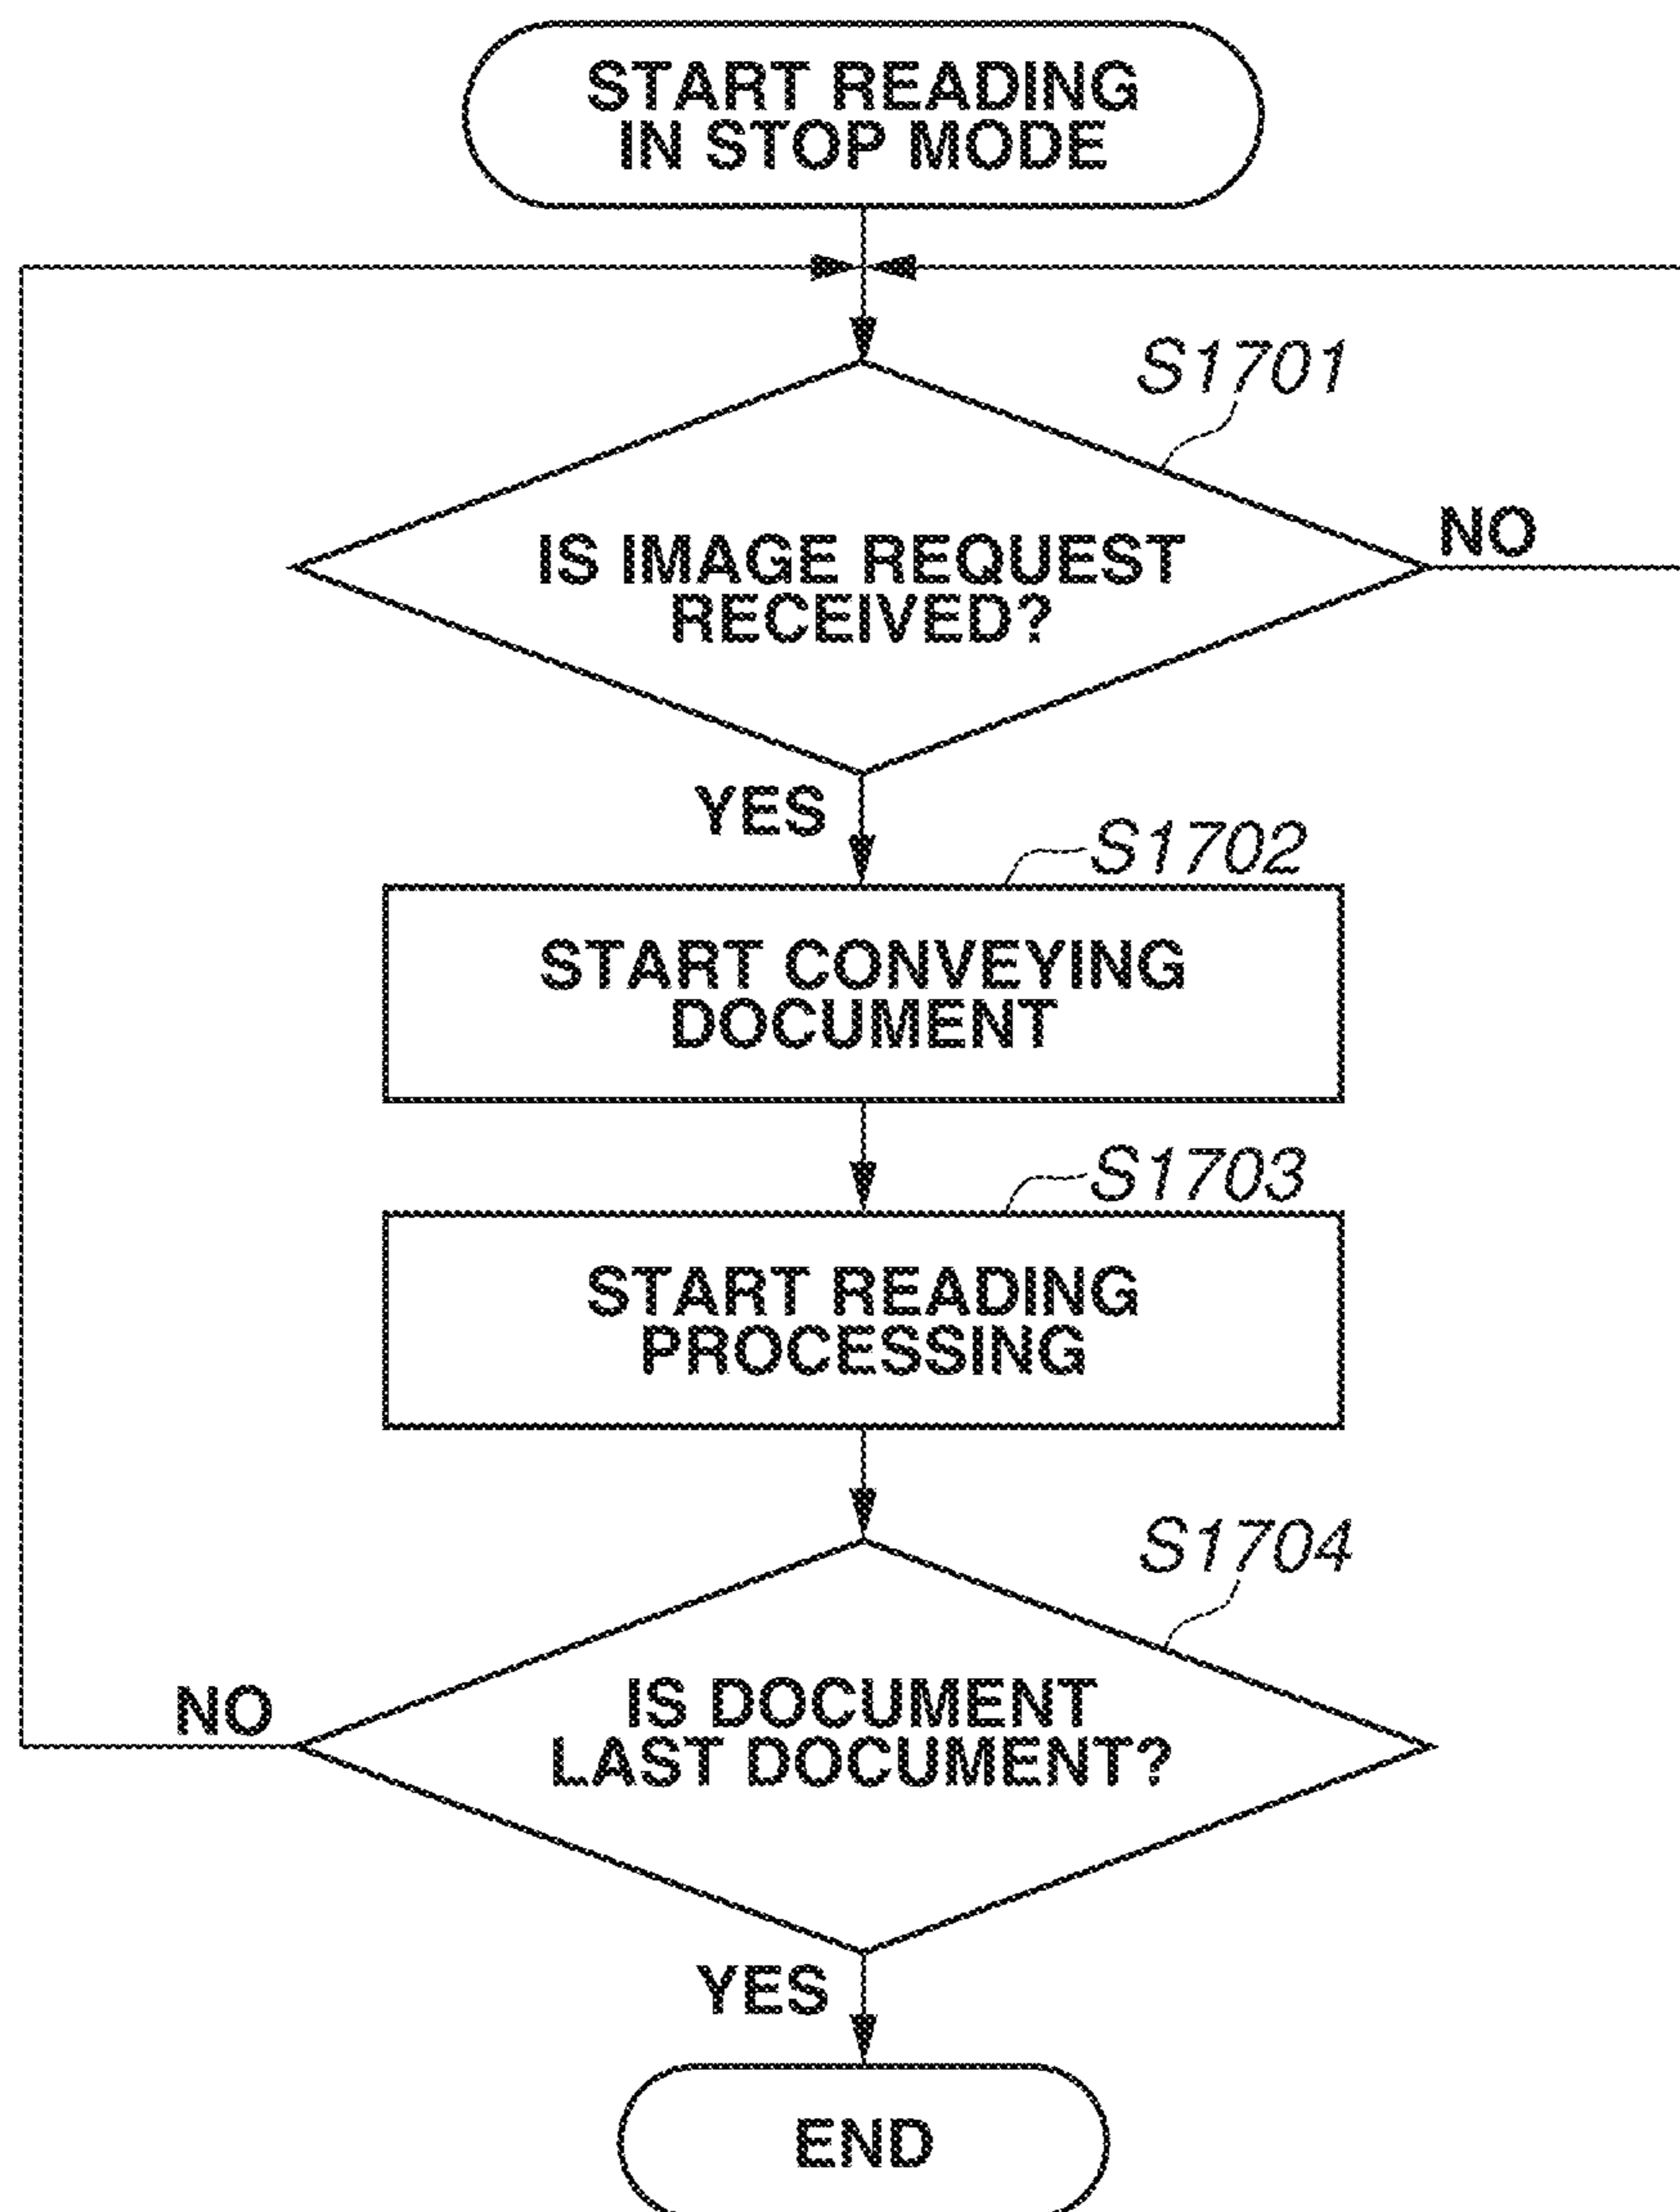 START READING
IN STOP MODE
S1701
IS IMAGE REQUEST
RECEIVED?
NO
YES
S1702
START CONVEYING
DOCUMENT
S1703
START READING
PROCESSING
S1704
IS DOCUMENT
LAST DOCUMENT?
NO
YES
END